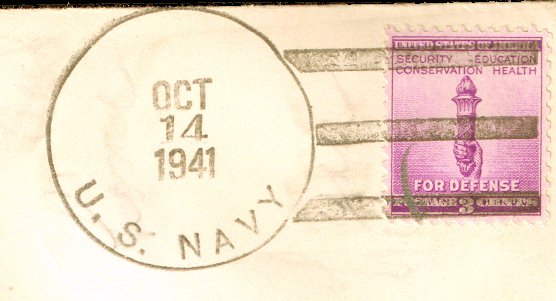 OCT
14
1941
U. S. NAVY
UNITED STATES OF AMERICA
SECURITY EDUCATION
CONSERVATION HEALTH
FOR DEFENSE
POSTAGE 3 CENTS